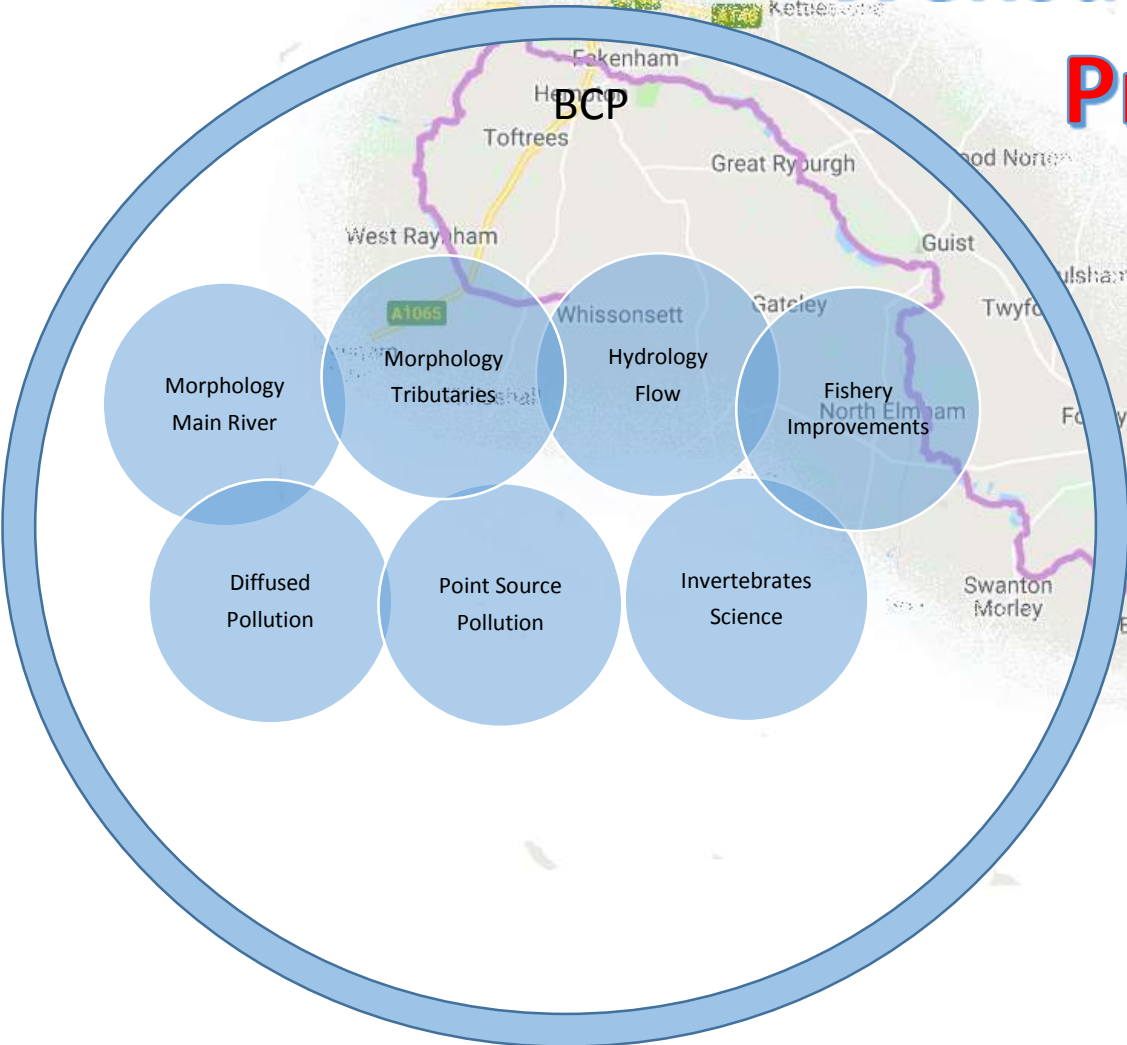 Fakenham
BCP
Toftrees
Great Ryburgh
West Raynham
Guist
A1065
Whissonsett
Gateley
Morphology
Main River
Morphology
Tributaries
Hydrology
Flow
Fishery
Improvements
North Elmham
Diffused
Pollution
Point Source
Pollution
Invertebrates
Science
Swanton
Morley